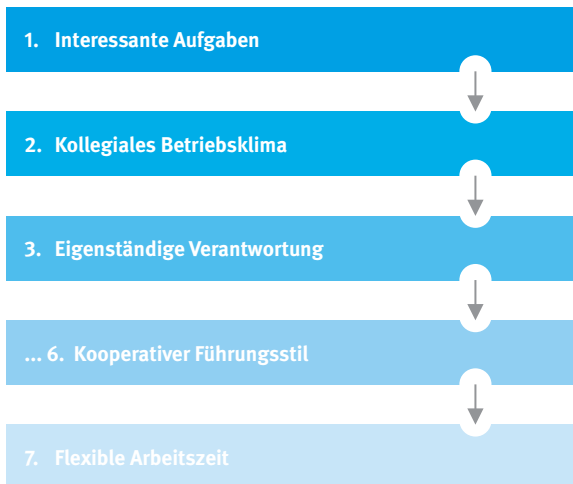 1. Interessante Aufgaben
2. Kollegiales Betriebsklima
3. Eigenständige Verantwortung
... 6. Kooperativer Führungsstil
7. Flexible Arbeitszeit